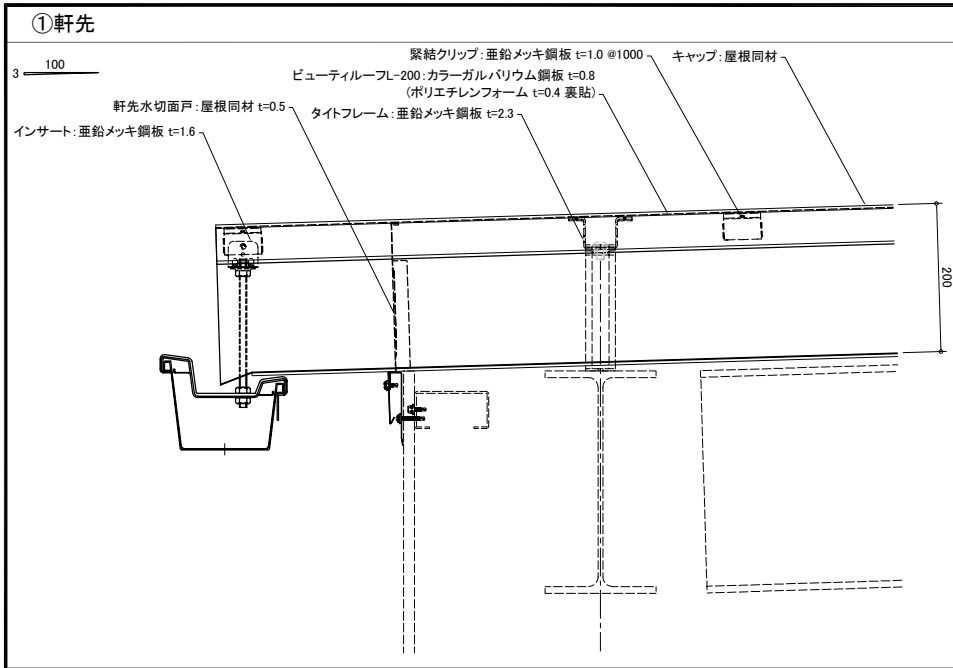 ①軒先
100
3
緊結クリップ:亜鉛メッキ鋼板 t=1.0 @1000
キャップ:屋根同材
ビューティルーフL-200:カラーガルバリウム鋼板 t=0.8
(ポリエチレンフォーム t=0.4 裏貼)
軒先水切面戸:屋根同材 t=0.5
タイトフレーム:亜鉛メッキ鋼板 t=2.3
インサート:亜鉛メッキ鋼板 t=1.6
200